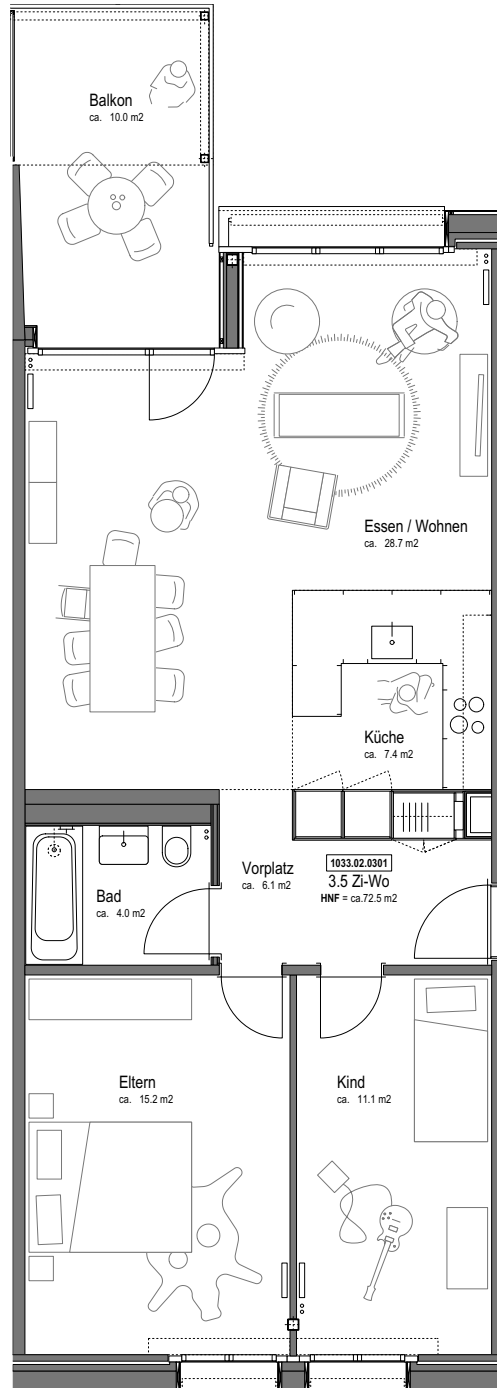 Balkon
ca. 10.0 m2
Essen / Wohnen
ca. 28.7 m2
Küche
ca. 7.4 m2
Vorplatz
ca. 6.1 m2
1033.02.0301
3.5 Zi-Wo
HNF = ca.72.5 m2
Bad
ca. 4.0 m2
Eltern
ca. 15.2 m2
Kind
ca. 11.1 m2